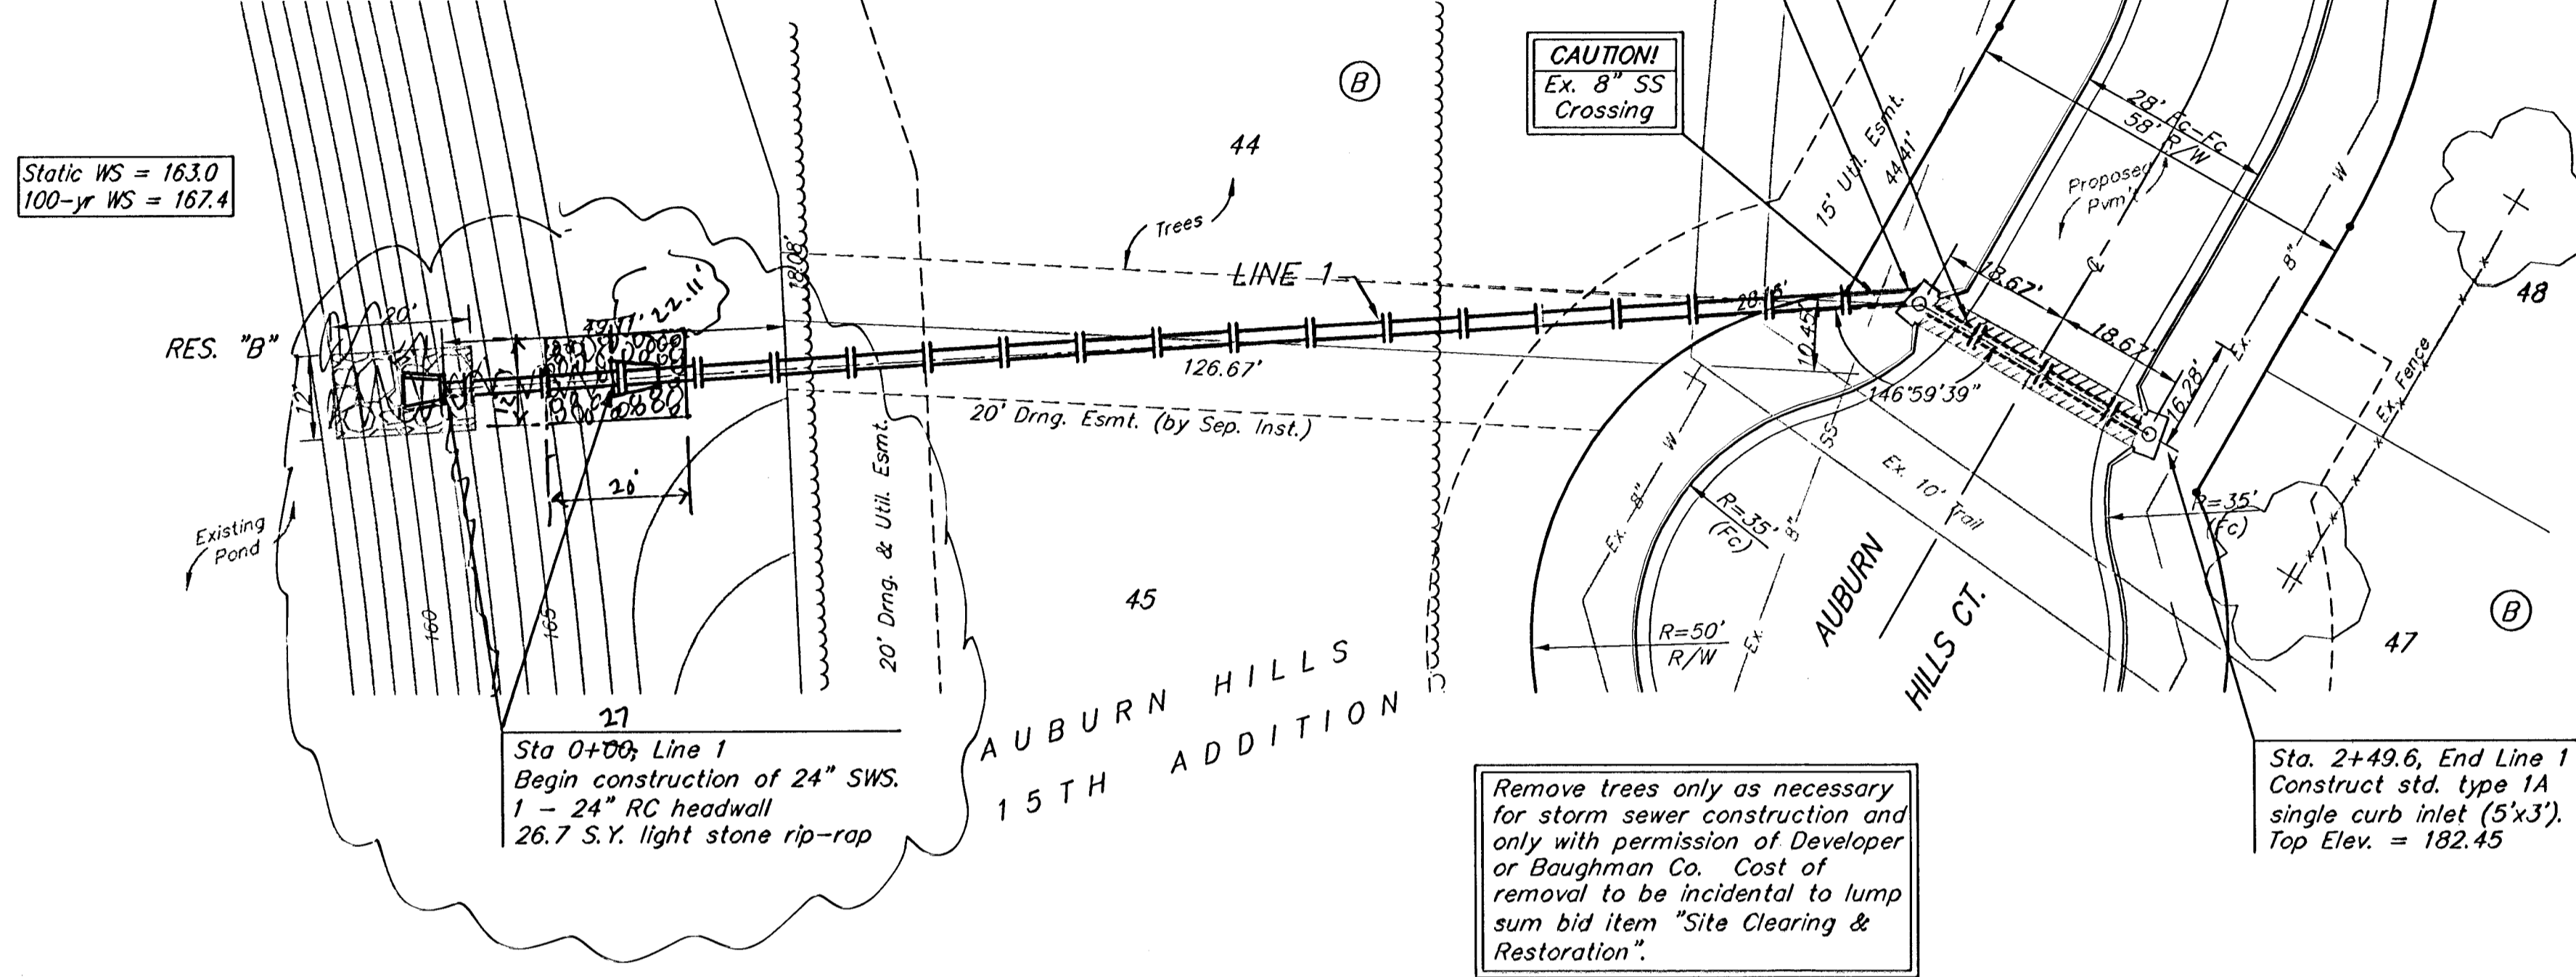 Static WS = 163.0
100-yr WS = 167.4
RES. "B"
Existing
Pond
20'
12'
49.77'
22.11'
12'
20'
160
165
18.08'
20' Drng. & Util. Esmt.
27
Sta 0+00, Line 1
Begin construction of 24" SWS.
1 - 24" RC headwall
26.7 S.Y. light stone rip-rap
B
44
Trees
LINE 1
126.67'
20' Drng. Esmt. (by Sep. Inst.)
45
AUBURN HILLS
15TH ADDITION
CAUTION!
Ex. 8" SS
Crossing
15' Util. Esmt.
44.41'
10.45'
146°59'39"
28' Fc-Fc
58' R/W
Proposed
Pvm't
℄
18.67'
18.67'
16.28'
Ex. 8" W
Ex. Fence
48
Ex. 8" W
R=35'
(Fc)
Ex. 8" SS
Ex. 10' Trail
R=35'
(Fc)
R=50'
R/W
AUBURN
HILLS CT.
B
47
Remove trees only as necessary
for storm sewer construction and
only with permission of Developer
or Baughman Co. Cost of
removal to be incidental to lump
sum bid item "Site Clearing &
Restoration".
Sta. 2+49.6, End Line 1
Construct std. type 1A
single curb inlet (5'x3').
Top Elev. = 182.45